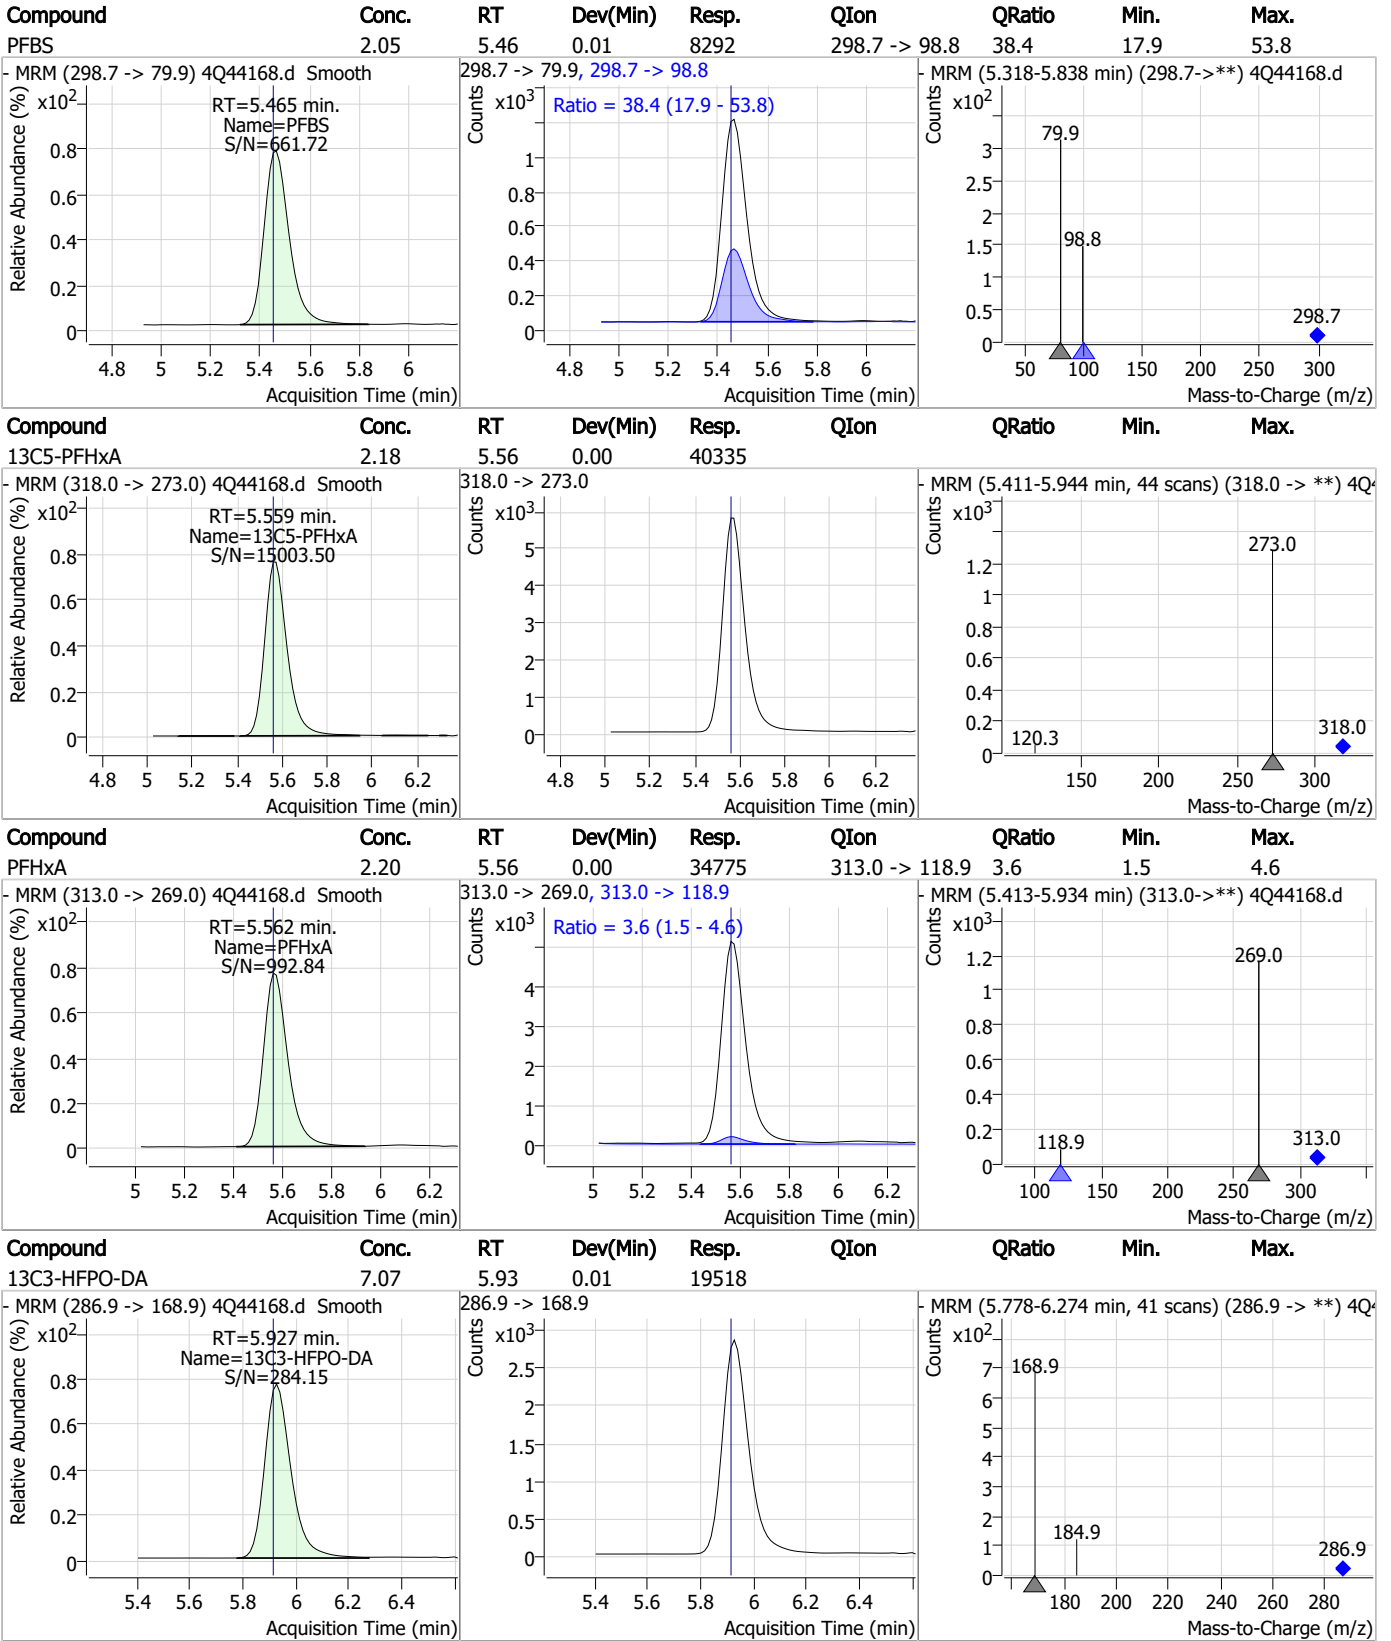 Compound Conc. RT Dev(Min) Resp. QIon QRatio Min. Max.
PFBS 2.05 5.46 0.01 8292 298.7 -> 98.8 38.4 17.9 53.8
- MRM (298.7 -> 79.9) 4Q44168.d Smooth
x10²
Relative Abundance (%)
RT=5.465 min.
Name=PFBS
S/N=661.72
0.8
0.6
0.4
0.2
0
4.8 5 5.2 5.4 5.6 5.8 6
Acquisition Time (min)
298.7 -> 79.9, 298.7 -> 98.8
Counts
x10³
Ratio = 38.4 (17.9 - 53.8)
1
0.8
0.6
0.4
0.2
0
4.8 5 5.2 5.4 5.6 5.8 6
Acquisition Time (min)
- MRM (5.318-5.838 min) (298.7->**) 4Q44168.d
Counts
x10²
79.9
98.8
298.7
3
2.5
2
1.5
1
0.5
0
50 100 150 200 250 300
Mass-to-Charge (m/z)
Compound Conc. RT Dev(Min) Resp. QIon QRatio Min. Max.
13C5-PFHxA 2.18 5.56 0.00 40335
- MRM (318.0 -> 273.0) 4Q44168.d Smooth
x10²
Relative Abundance (%)
RT=5.559 min.
Name=13C5-PFHxA
S/N=15003.50
0.8
0.6
0.4
0.2
0
4.8 5 5.2 5.4 5.6 5.8 6 6.2
Acquisition Time (min)
318.0 -> 273.0
Counts
x10³
5
4
3
2
1
0
4.8 5 5.2 5.4 5.6 5.8 6 6.2
Acquisition Time (min)
- MRM (5.411-5.944 min, 44 scans) (318.0 -> **) 4Q4
Counts
x10³
273.0
318.0
120.3
1.2
1
0.8
0.6
0.4
0.2
0
150 200 250 300
Mass-to-Charge (m/z)
Compound Conc. RT Dev(Min) Resp. QIon QRatio Min. Max.
PFHxA 2.20 5.56 0.00 34775 313.0 -> 118.9 3.6 1.5 4.6
- MRM (313.0 -> 269.0) 4Q44168.d Smooth
x10²
Relative Abundance (%)
RT=5.562 min.
Name=PFHxA
S/N=992.84
0.8
0.6
0.4
0.2
0
5 5.2 5.4 5.6 5.8 6 6.2
Acquisition Time (min)
313.0 -> 269.0, 313.0 -> 118.9
Counts
x10³
Ratio = 3.6 (1.5 - 4.6)
4
3
2
1
0
5 5.2 5.4 5.6 5.8 6 6.2
Acquisition Time (min)
- MRM (5.413-5.934 min) (313.0->**) 4Q44168.d
Counts
x10³
269.0
118.9
313.0
1.2
1
0.8
0.6
0.4
0.2
0
100 150 200 250 300
Mass-to-Charge (m/z)
Compound Conc. RT Dev(Min) Resp. QIon QRatio Min. Max.
13C3-HFPO-DA 7.07 5.93 0.01 19518
- MRM (286.9 -> 168.9) 4Q44168.d Smooth
x10²
Relative Abundance (%)
RT=5.927 min.
Name=13C3-HFPO-DA
S/N=284.15
0.8
0.6
0.4
0.2
0
5.4 5.6 5.8 6 6.2 6.4
Acquisition Time (min)
286.9 -> 168.9
Counts
x10³
2.5
2
1.5
1
0.5
0
5.4 5.6 5.8 6 6.2 6.4
Acquisition Time (min)
- MRM (5.778-6.274 min, 41 scans) (286.9 -> **) 4Q4
Counts
x10²
168.9
184.9
286.9
7
6
5
4
3
2
1
0
180 200 220 240 260 280
Mass-to-Charge (m/z)